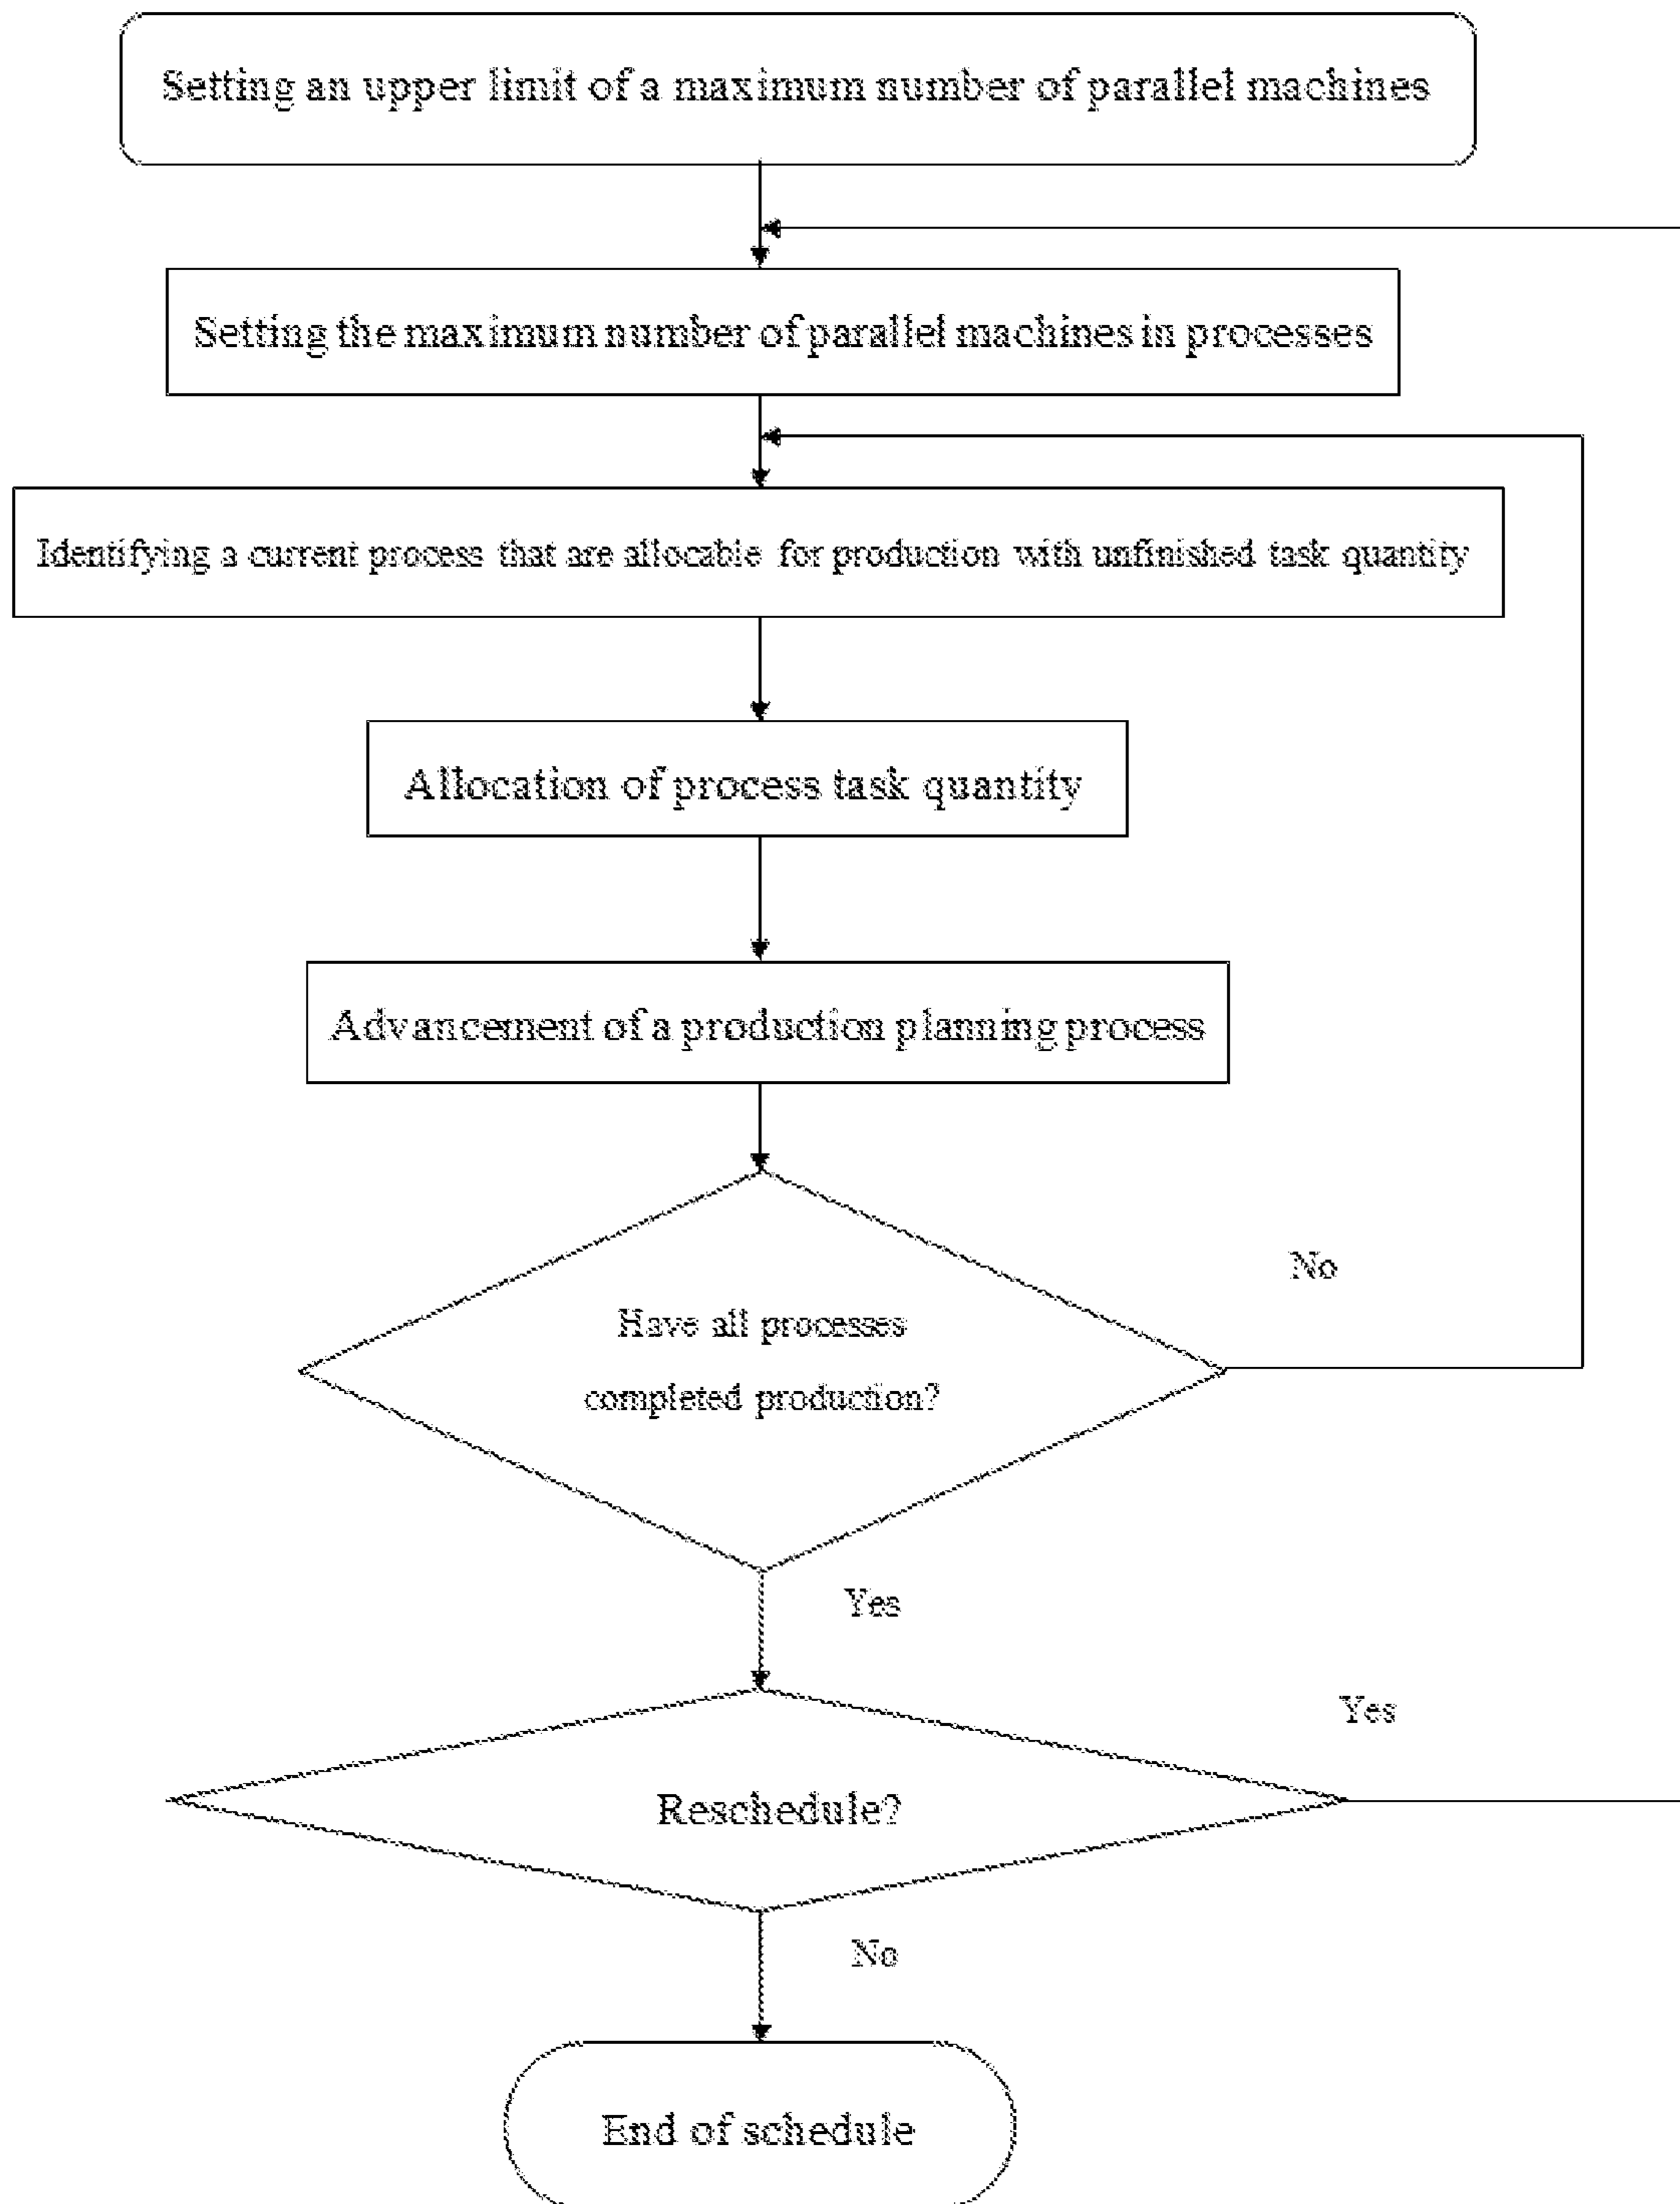 Setting an upper limit of a maximum number of parallel machines
Setting the maximum number of parallel machines in processes
Identifying a current process that are allocable for production with unfinished task quantity
Allocation of process task quantity
Advancement of a production planning process
Have all processes
completed production?
No
Yes
Reschedule?
Yes
No
End of schedule